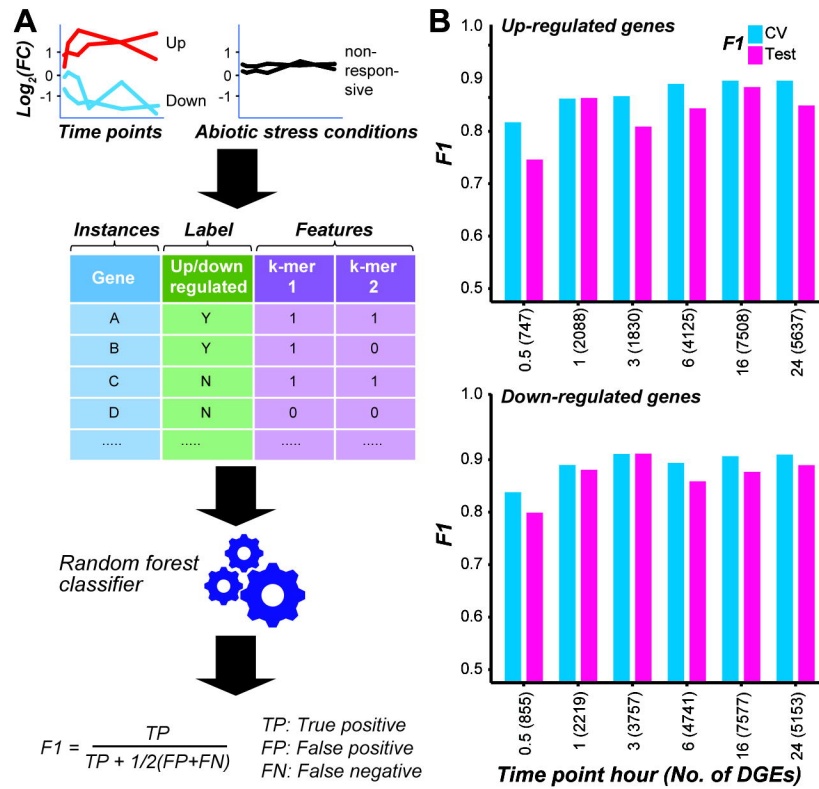 A
Log2(FC)
1
0
-1
Up
Down
Time points
1
0
-1
non-
respon-
sive
Abiotic stress conditions
Instances Label Features
Gene Up/down regulated k-mer 1 k-mer 2
A Y 1 1
B Y 1 0
C N 1 1
D N 0 0
..... ..... ..... .....
Random forest
classifier
F1 = TP
TP + 1/2(FP+FN)
TP: True positive
FP: False positive
FN: False negative
B
Up-regulated genes
F1
CV
Test
F1
1.0
0.9
0.8
0.7
0.6
0.5
0.5 (747)
1 (2088)
3 (1830)
6 (4125)
16 (7508)
24 (5637)
Down-regulated genes
F1
1.0
0.9
0.8
0.7
0.6
0.5
0.5 (855)
1 (2219)
3 (3757)
6 (4741)
16 (7577)
24 (5153)
Time point hour (No. of DGEs)